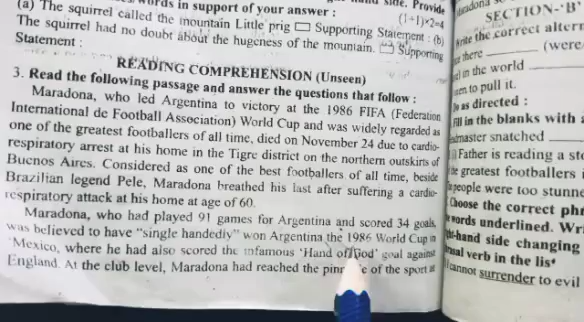 words in support of your answer :
side. Provide
(1+1)×2=4
(a) The squirrel called the mountain Little prig Supporting Statement : (b)
The squirrel had no doubt about the hugeness of the mountain. Supporting
Statement :
READING COMPREHENSION (Unseen)
3. Read the following passage and answer the questions that follow :
Maradona, who led Argentina to victory at the 1986 FIFA (Federation
International de Football Association) World Cup and was widely regarded as
one of the greatest footballers of all time, died on November 24 due to cardio-
respiratory arrest at his home in the Tigre district on the northern outskirts of
Buenos Aires. Considered as one of the best footballers of all time, beside
Brazilian legend Pele, Maradona breathed his last after suffering a cardio-
respiratory attack at his home at age of 60.
Maradona, who had played 91 games for Argentina and scored 34 goals,
was believed to have "single handedly" won Argentina the 1986 World Cup in
Mexico, where he had also scored the infamous 'Hand of God' goal against
England. At the club level, Maradona had reached the of the sport at
SECTION-'B'
the correct
there (were
in the world
to pull it.
as directed :
in the blanks with
snatched
Father is reading a
greatest footballers
people were too
Choose the correct
words underlined.
side changing
verb in the
cannot surrender to evil